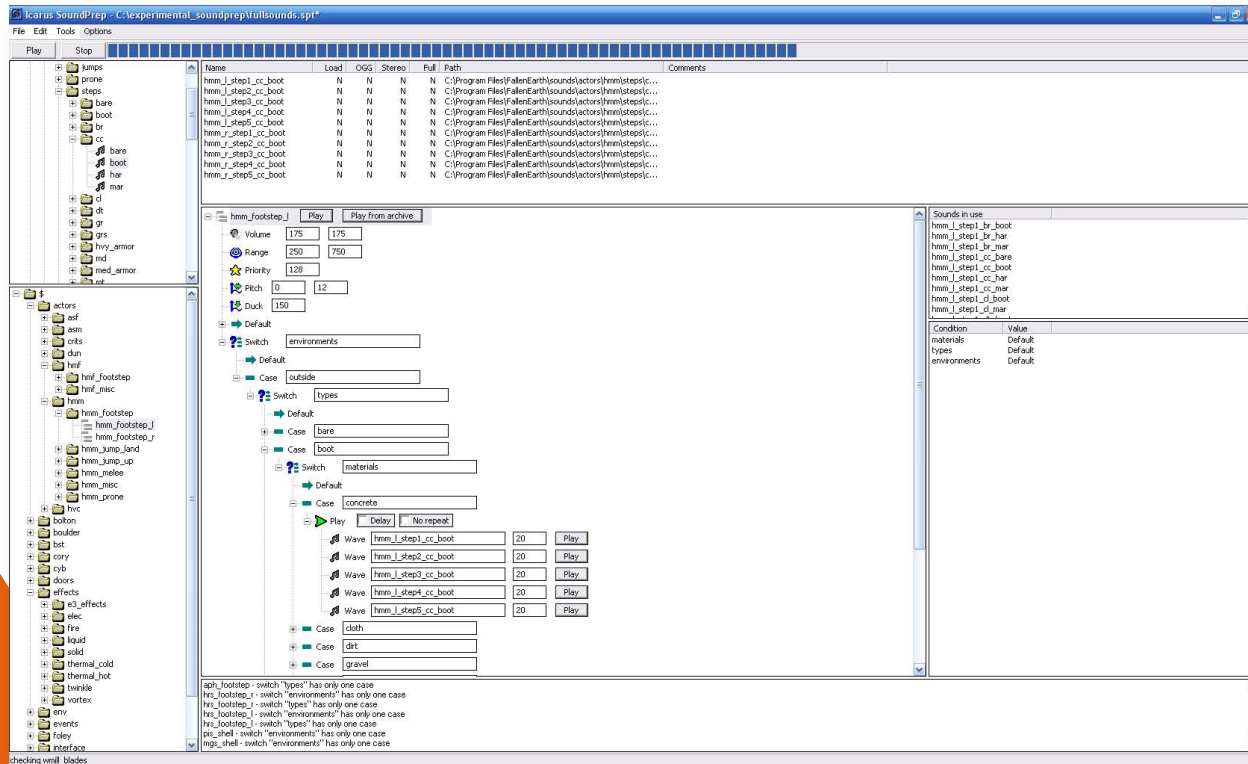 Icarus SoundPrep - C:\experimental_soundprep\fullsounds.spt*
File Edit Tools Options
Play Stop
jumps
prone
steps
bare
boot
br
cc
bare
boot
har
mar
cl
dt
gr
grs
hvy_armor
md
med_armor
mt
Name Load OGG Stereo Full Path Comments
hmm_l_step1_cc_boot N N N N C:\Program Files\FallenEarth\sounds\actors\hmm\steps\c...
hmm_l_step2_cc_boot N N N N C:\Program Files\FallenEarth\sounds\actors\hmm\steps\c...
hmm_l_step3_cc_boot N N N N C:\Program Files\FallenEarth\sounds\actors\hmm\steps\c...
hmm_l_step4_cc_boot N N N N C:\Program Files\FallenEarth\sounds\actors\hmm\steps\c...
hmm_l_step5_cc_boot N N N N C:\Program Files\FallenEarth\sounds\actors\hmm\steps\c...
hmm_r_step1_cc_boot N N N N C:\Program Files\FallenEarth\sounds\actors\hmm\steps\c...
hmm_r_step2_cc_boot N N N N C:\Program Files\FallenEarth\sounds\actors\hmm\steps\c...
hmm_r_step3_cc_boot N N N N C:\Program Files\FallenEarth\sounds\actors\hmm\steps\c...
hmm_r_step4_cc_boot N N N N C:\Program Files\FallenEarth\sounds\actors\hmm\steps\c...
hmm_r_step5_cc_boot N N N N C:\Program Files\FallenEarth\sounds\actors\hmm\steps\c...
$
actors
asf
asm
crits
dun
hmf
hmf_footstep
hmf_misc
hmm
hmm_footstep
hmm_footstep_l
hmm_footstep_r
hmm_jump_land
hmm_jump_up
hmm_melee
hmm_misc
hmm_prone
hvc
bolton
boulder
bst
cory
cyb
doors
effects
e3_effects
elec
fire
liquid
solid
thermal_cold
thermal_hot
twinkle
vortex
env
events
foley
interface
hmm_footstep_l Play Play from archive
Volume 175 175
Range 250 750
Priority 128
Pitch 0 12
Duck 150
Default
Switch environments
Default
Case outside
Switch types
Default
Case bare
Case boot
Switch materials
Default
Case concrete
Play Delay No repeat
Wave hmm_l_step1_cc_boot 20 Play
Wave hmm_l_step2_cc_boot 20 Play
Wave hmm_l_step3_cc_boot 20 Play
Wave hmm_l_step4_cc_boot 20 Play
Wave hmm_l_step5_cc_boot 20 Play
Case cloth
Case dirt
Case gravel
Sounds in use
hmm_l_step1_br_boot
hmm_l_step1_br_har
hmm_l_step1_br_mar
hmm_l_step1_cc_bare
hmm_l_step1_cc_boot
hmm_l_step1_cc_har
hmm_l_step1_cc_mar
hmm_l_step1_cl_boot
hmm_l_step1_cl_mar
Condition Value
materials Default
types Default
environments Default
aph_footstep - switch "types" has only one case
hrs_footstep_r - switch "environments" has only one case
hrs_footstep_r - switch "types" has only one case
hrs_footstep_l - switch "environments" has only one case
hrs_footstep_l - switch "types" has only one case
pis_shell - switch "environments" has only one case
mgs_shell - switch "environments" has only one case
checking wmill_blades